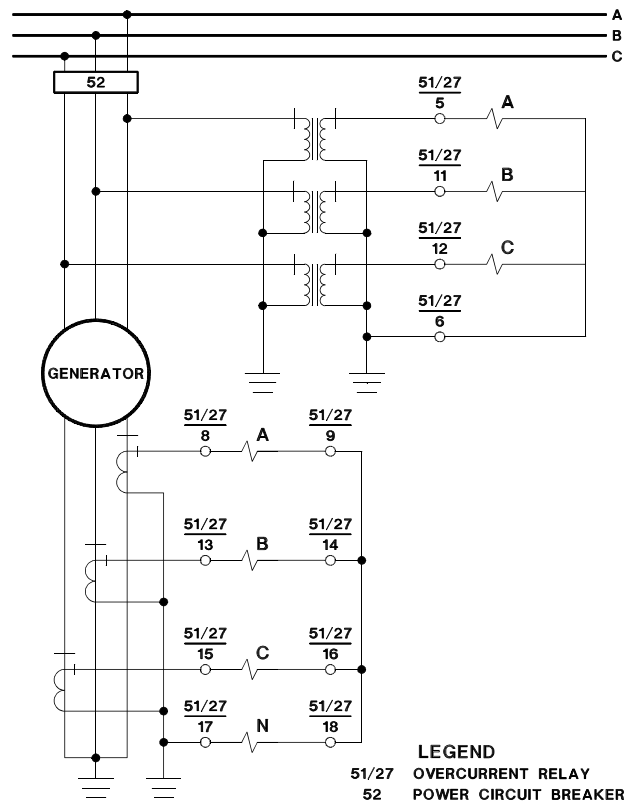 A
B
C
52
51/27
5
A
51/27
11
B
51/27
12
C
51/27
6
GENERATOR
51/27
8
A
51/27
9
51/27
13
B
51/27
14
51/27
15
C
51/27
16
51/27
17
N
51/27
18
LEGEND
51/27 OVERCURRENT RELAY
52 POWER CIRCUIT BREAKER